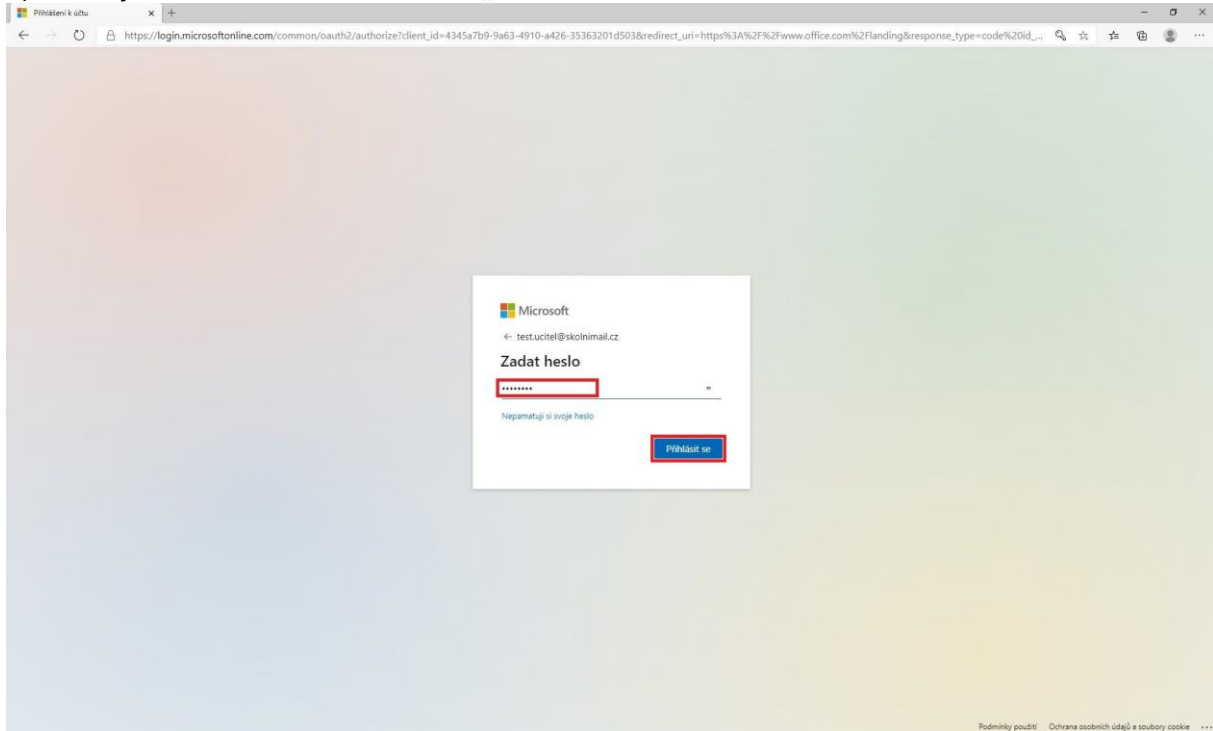 Přihlášení k účtu
https://login.microsoftonline.com/common/oauth2/authorize?client_id=4345a7b9-9a63-4910-a426-35363201d503&redirect_uri=https%3A%2F%2Fwww.office.com%2Flanding&response_type=code%20id_...
Microsoft
← test.ucitel@skolnimail.cz
Zadat heslo
••••••••
Nepamatuji si svoje heslo
Přihlásit se
Podmínky použití Ochrana osobních údajů a soubory cookie ...